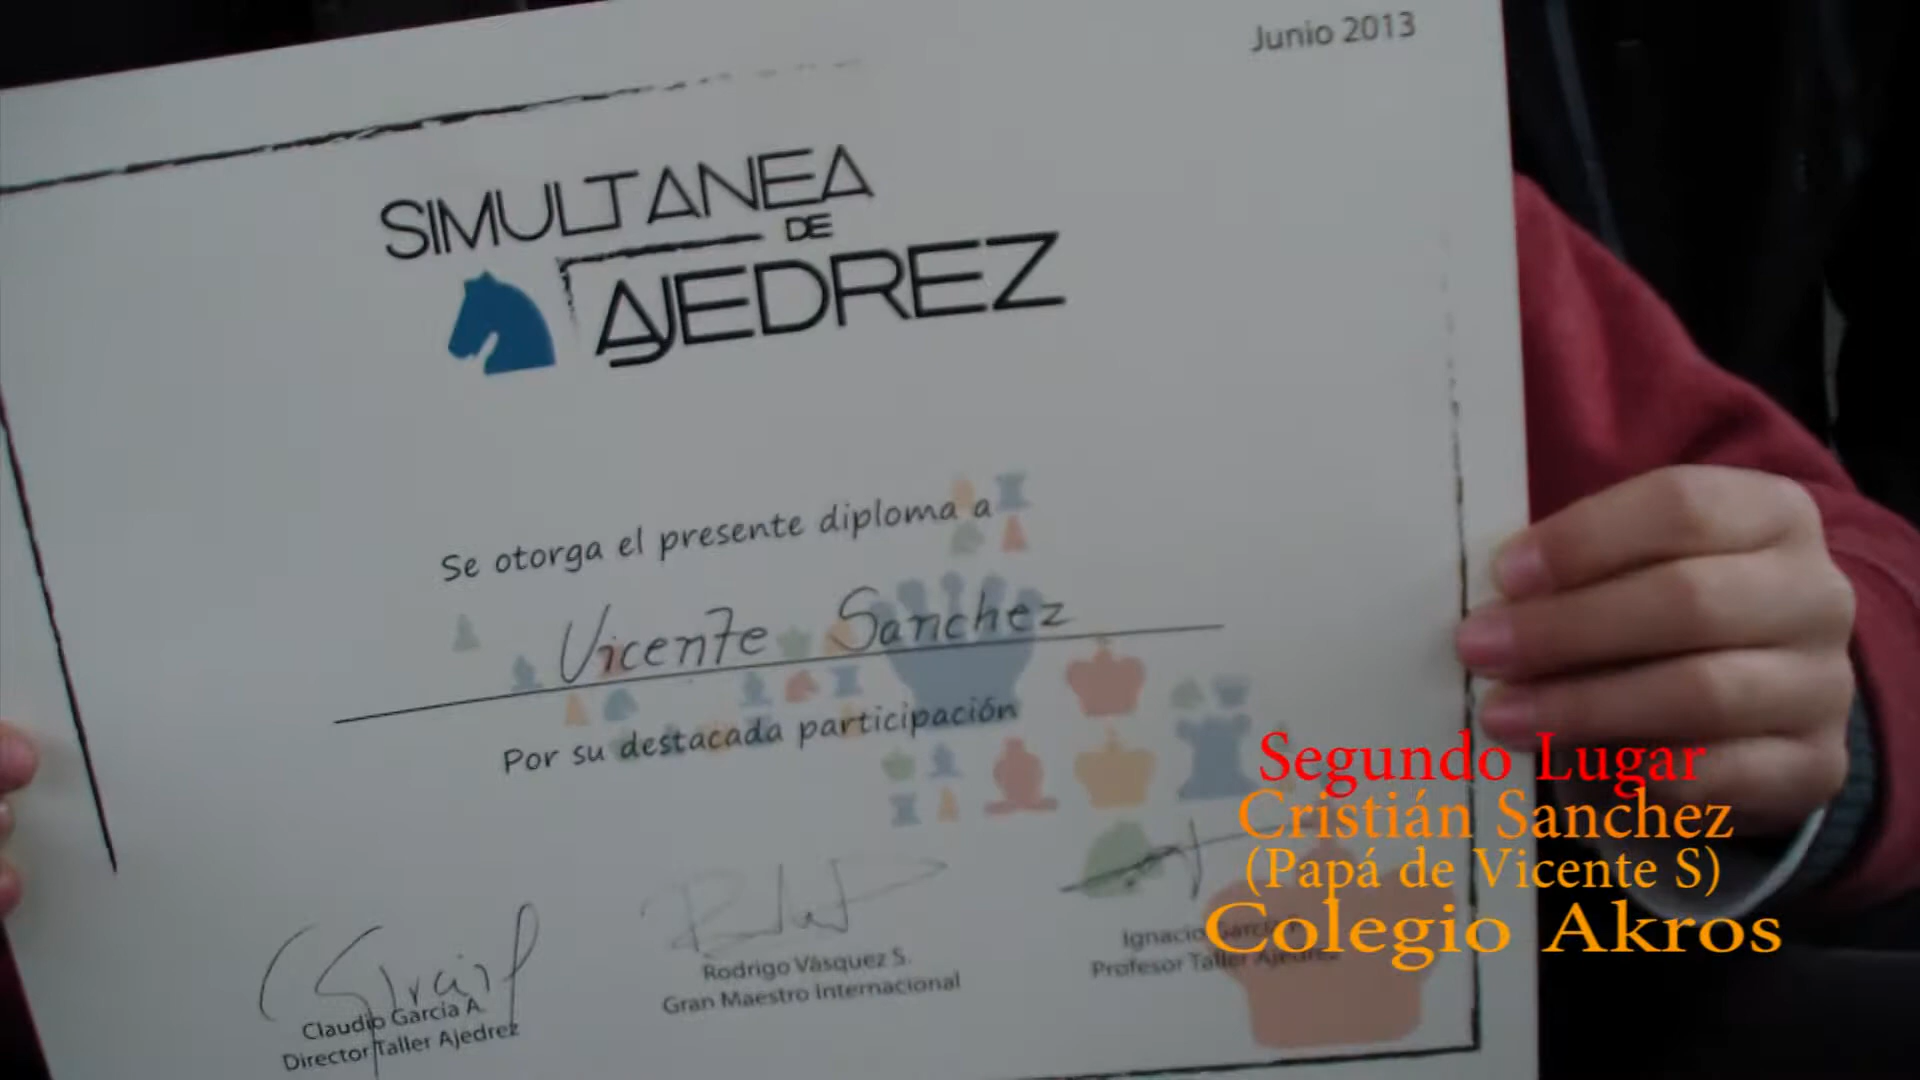 Junio 2013
SIMULTANEA
DE
AJEDREZ
Se otorga el presente diploma a
Vicente Sanchez
Por su destacada participación
Segundo Lugar
Cristián Sanchez
(Papá de Vicente S)
Colegio Akros
Claudio García A.
Director Taller Ajedrez
Rodrigo Vásquez S.
Gran Maestro Internacional
Ignacio García
Profesor Taller Ajedrez